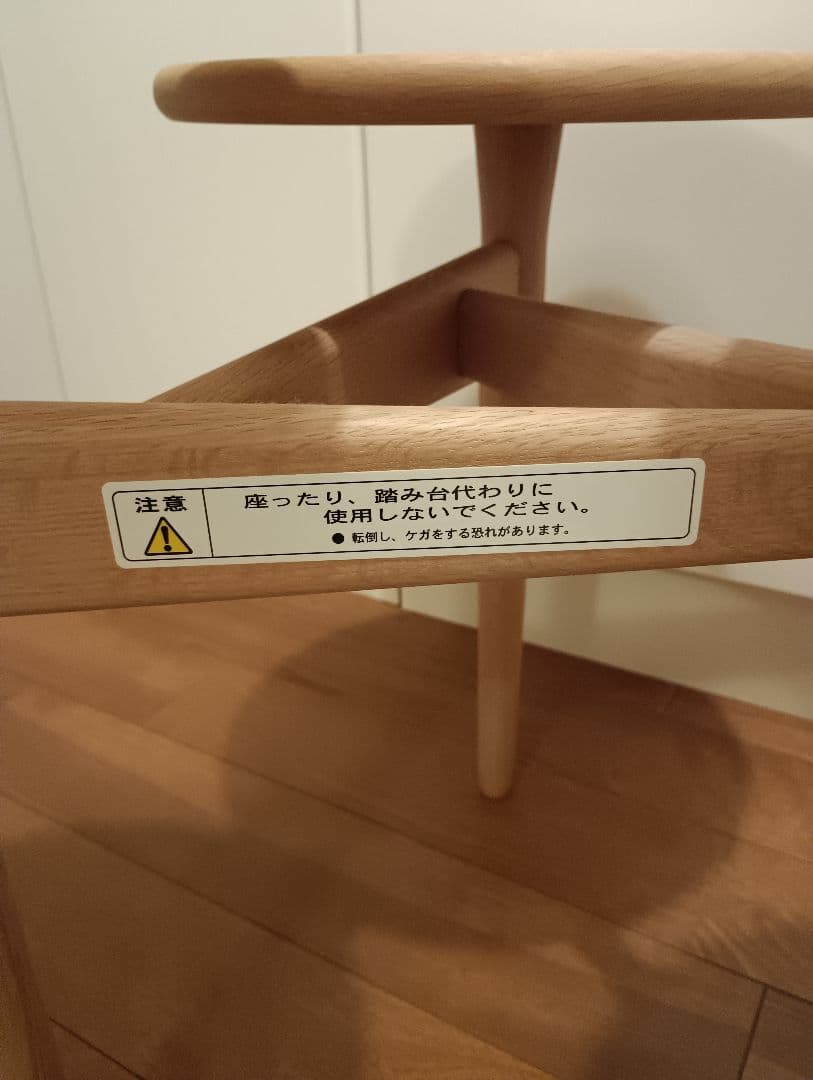 注意
座ったり、踏み台代わりに
使用しないでください。
● 転倒し、ケガをする恐れがあります。